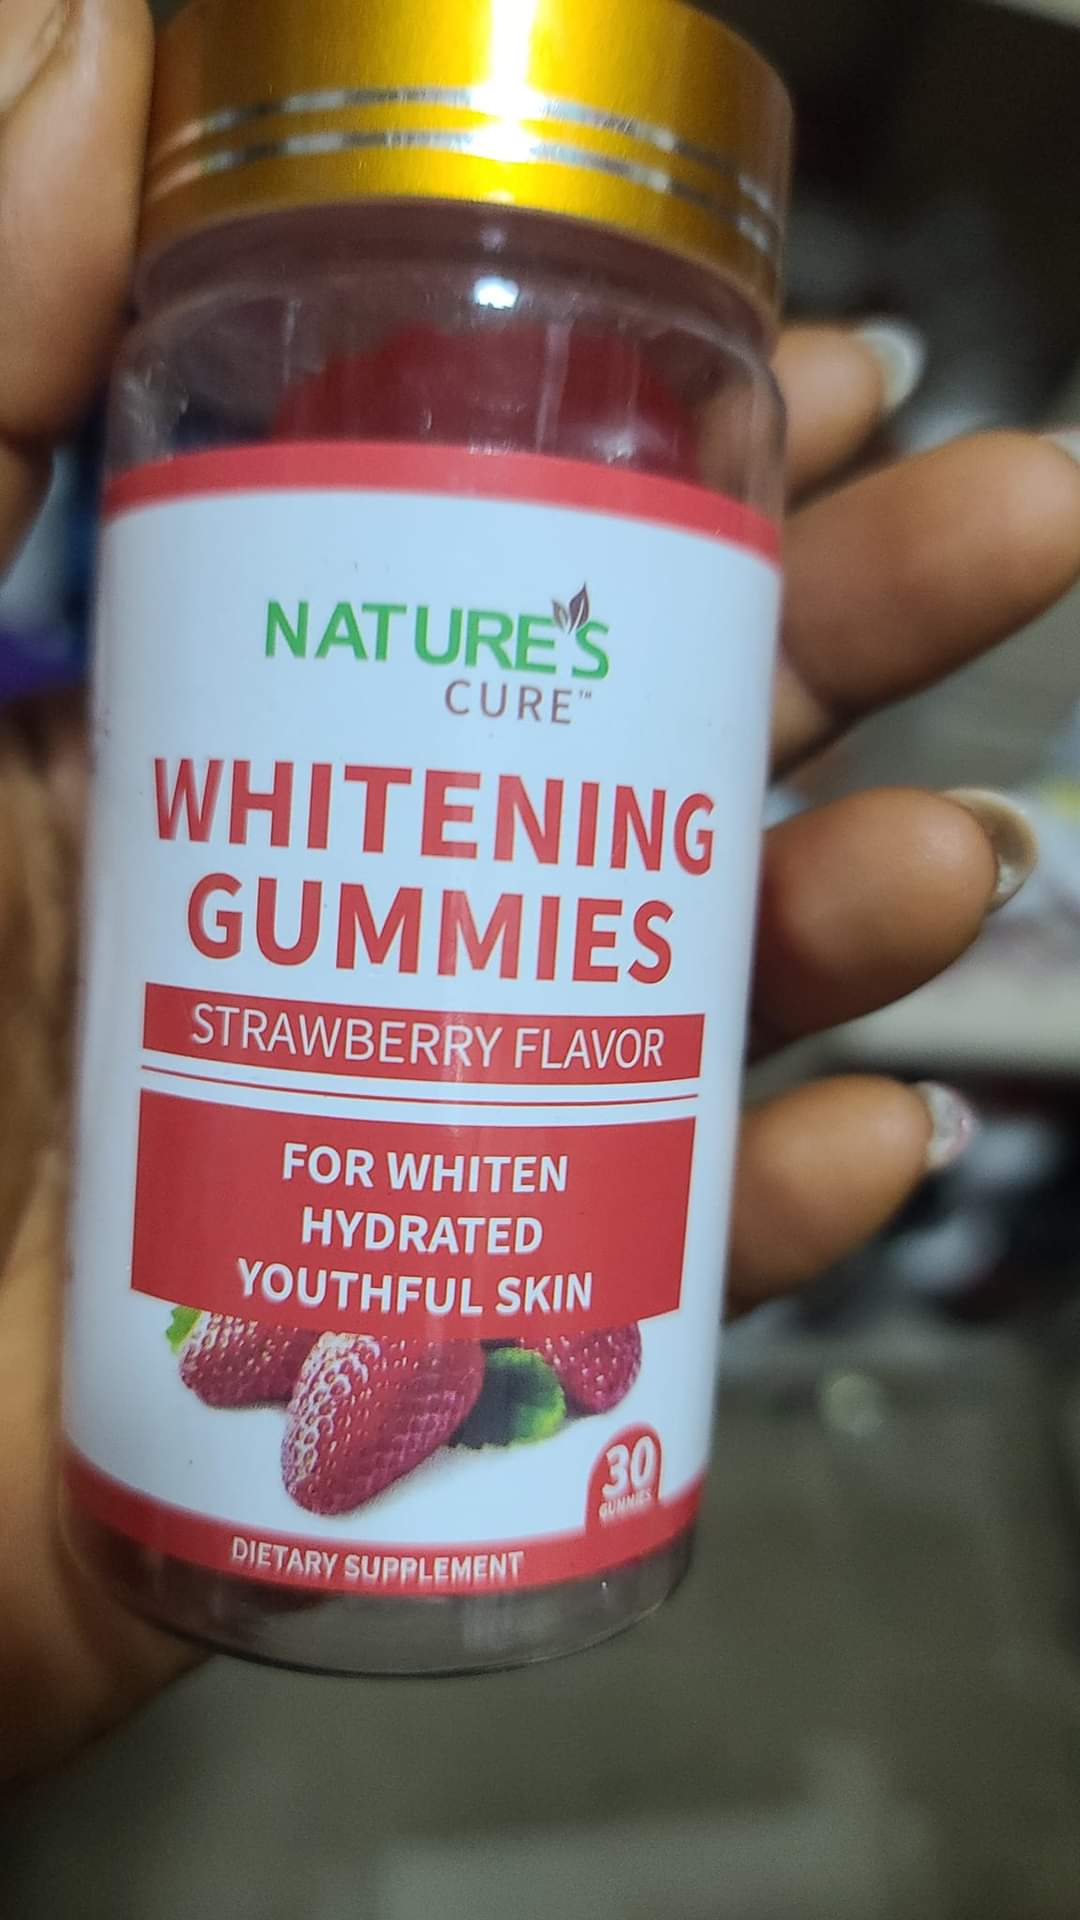 NATURE'S
CURE™
WHITENING
GUMMIES
STRAWBERRY FLAVOR
FOR WHITEN
HYDRATED
YOUTHFUL SKIN
30
GUMMIES
DIETARY SUPPLEMENT